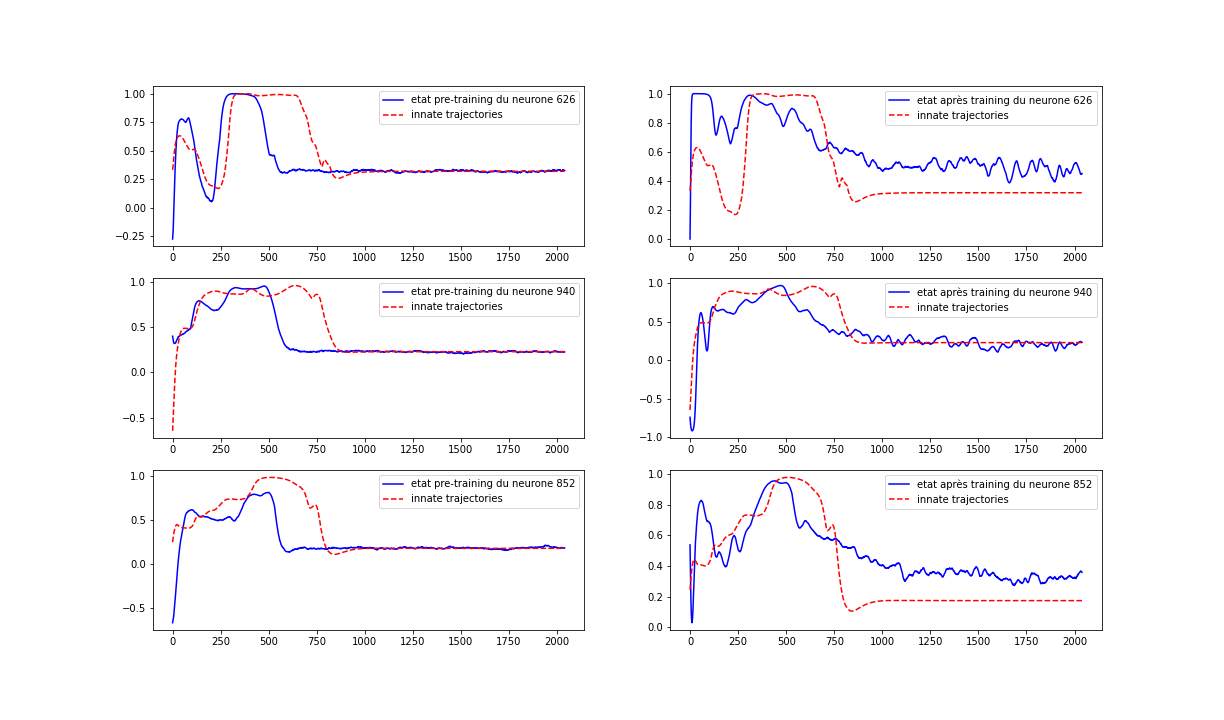 etat pre-training du neurone 626
innate trajectories
1.00
0.75
0.50
0.25
0.00
−0.25
0 250 500 750 1000 1250 1500 1750 2000
etat après training du neurone 626
innate trajectories
1.0
0.8
0.6
0.4
0.2
0.0
0 250 500 750 1000 1250 1500 1750 2000
etat pre-training du neurone 940
innate trajectories
1.0
0.5
0.0
−0.5
0 250 500 750 1000 1250 1500 1750 2000
etat après training du neurone 940
innate trajectories
1.0
0.5
0.0
−0.5
−1.0
0 250 500 750 1000 1250 1500 1750 2000
etat pre-training du neurone 852
innate trajectories
1.0
0.5
0.0
−0.5
0 250 500 750 1000 1250 1500 1750 2000
etat après training du neurone 852
innate trajectories
1.0
0.8
0.6
0.4
0.2
0.0
0 250 500 750 1000 1250 1500 1750 2000